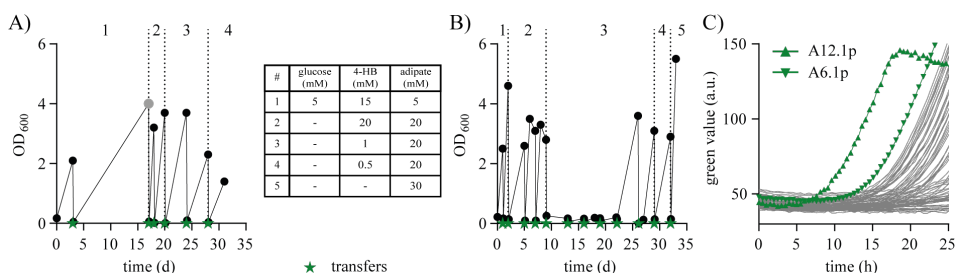 A)
1 2 3 4
6
4
2
0
OD600
0 5 10 15 20 25 30 35
time (d)
# glucose (mM) 4-HB (mM) adipate (mM)
1 5 15 5
2 - 20 20
3 - 1 20
4 - 0.5 20
5 - - 30
transfers
B)
1 2 3 4 5
6
4
2
0
OD600
0 5 10 15 20 25 30 35
time (d)
C)
A12.1p
A6.1p
150
100
50
green value (a.u.)
0 5 10 15 20 25
time (h)